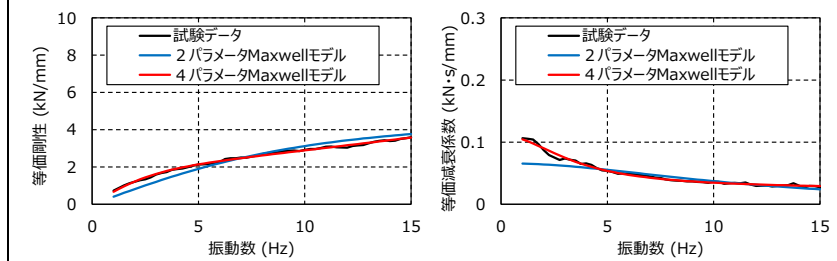 等価剛性 (kN/mm)
10
8
6
4
2
0
試験データ
2パラメータMaxwellモデル
4パラメータMaxwellモデル
0
5
10
15
振動数 (Hz)
等価減衰係数 (kN・s/mm)
0.3
0.2
0.1
0
試験データ
2パラメータMaxwellモデル
4パラメータMaxwellモデル
0
5
10
15
振動数 (Hz)